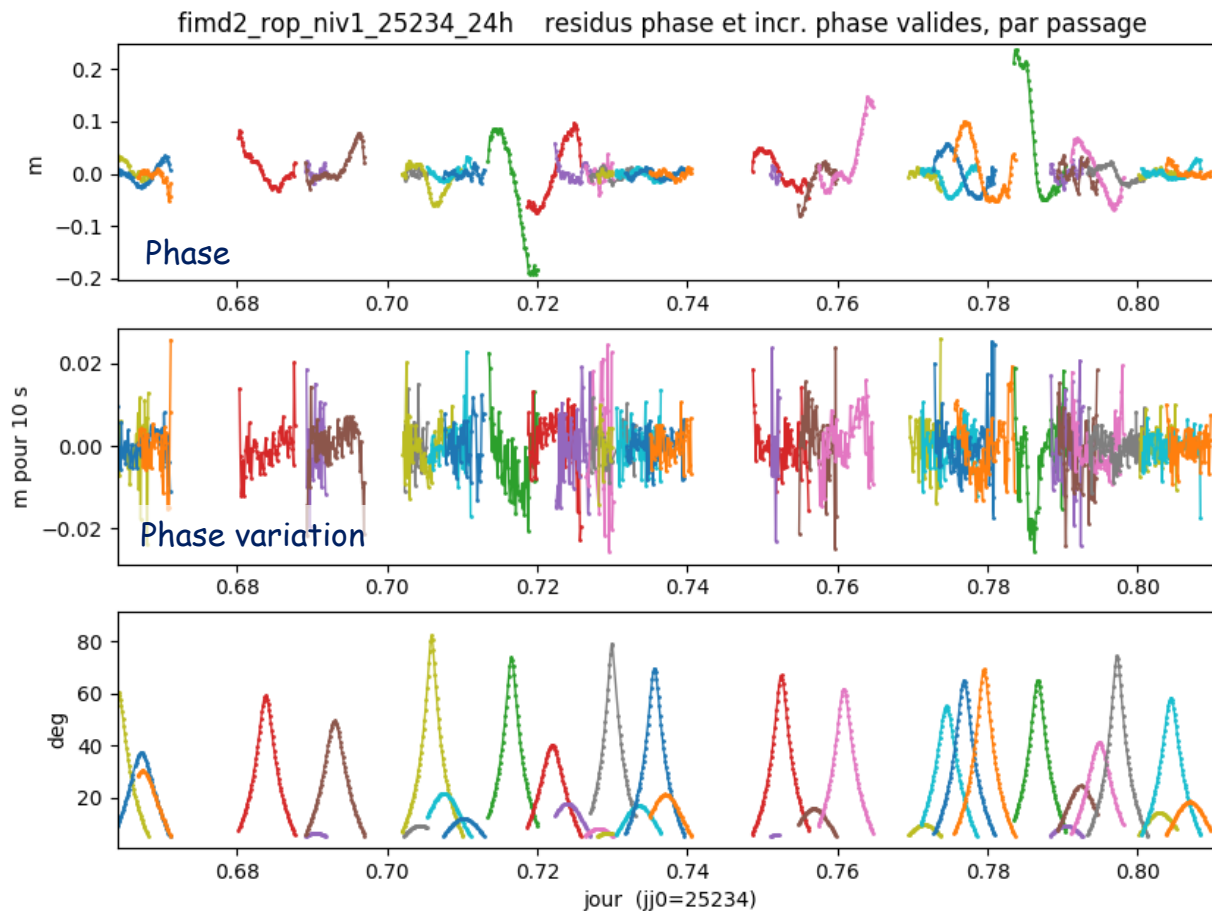 fimd2_rop_niv1_25234_24h residus phase et incr. phase valides, par passage
0.2
0.1
0.0
−0.1
−0.2
m
Phase
0.68 0.70 0.72 0.74 0.76 0.78 0.80
0.02
0.00
−0.02
m pour 10 s
Phase variation
0.68 0.70 0.72 0.74 0.76 0.78 0.80
80
60
40
20
deg
0.68 0.70 0.72 0.74 0.76 0.78 0.80
jour (jj0=25234)